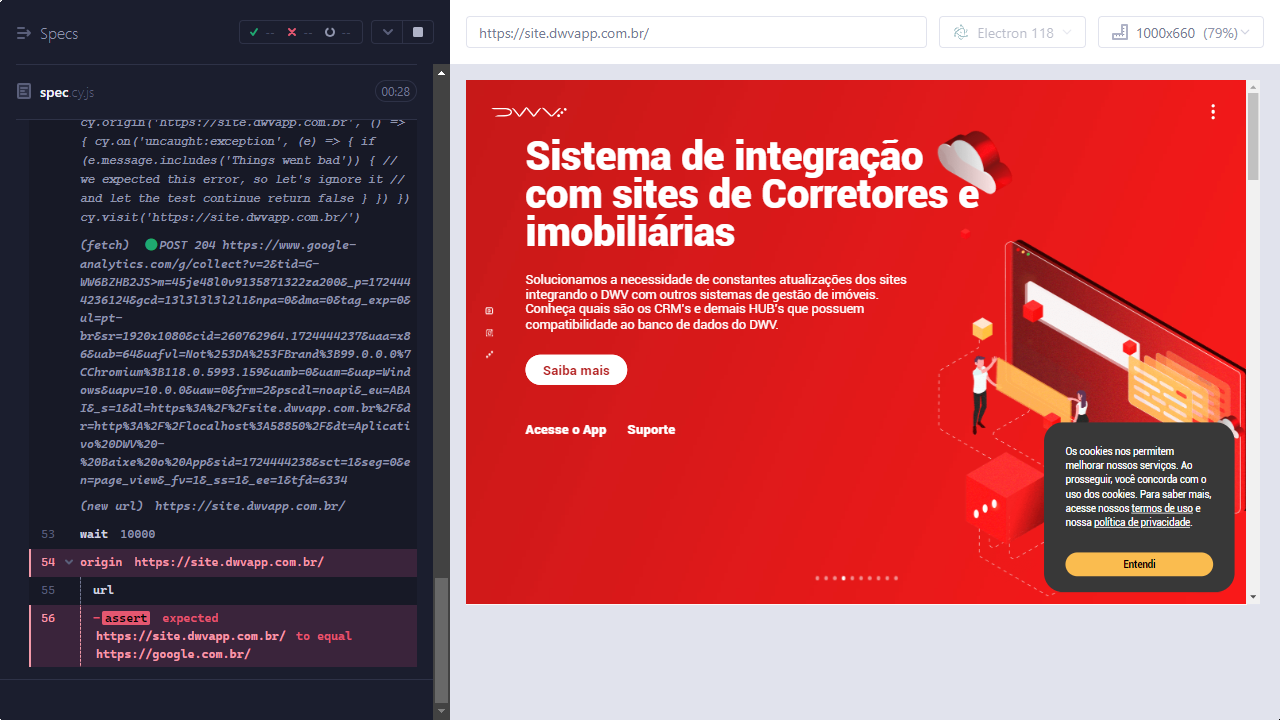 Specs
--
--
--
spec.cy.js
00:28
cy.origin('https://site.dwvapp.com.br', () =>
{ cy.on('uncaught:exception', (e) => { if
(e.message.includes('Things went bad')) { //
we expected this error, so let's ignore it //
and let the test continue return false } }) })
cy.visit('https://site.dwvapp.com.br/')
(fetch) POST 204 https://www.google-
analytics.com/g/collect?v=2&tid=G-
WW6BZHB2JS>m=45je48l0v9135871322za200&_p=172444
4236124&gcd=13l3l3l3l2l1&npa=0&dma=0&tag_exp=0&
ul=pt-
br&sr=1920x1080&cid=260762964.1724444237&uaa=x8
6&uab=64&uafvl=Not%253DA%253FBrand%3B99.0.0.0%7
CChromium%3B118.0.5993.159&uamb=0&uam=&uap=Win
dows&uapv=10.0.0&uaw=0&frm=2&pscdl=noapi&_eu=ABA
I&_s=1&dl=https%3A%2F%2Fsite.dwvapp.com.br%2F&d
r=http%3A%2F%2Flocalhost%3A58850%2F&dt=Aplicati
vo%20DWV%20-
%20Baixe%20o%20App&sid=1724444238&sct=1&seg=0&e
n=page_view&_fv=1&_ss=1&_ee=1&tfd=6334
(new url) https://site.dwvapp.com.br/
53 wait 10000
54 origin https://site.dwvapp.com.br/
55 url
56 -assert expected
https://site.dwvapp.com.br/ to equal
https://google.com.br/
https://site.dwvapp.com.br/
Electron 118
1000x660 (79%)
DWV
Sistema de integração
com sites de Corretores e
imobiliárias
Solucionamos a necessidade de constantes atualizações dos sites
integrando o DWV com outros sistemas de gestão de imóveis.
Conheça quais são os CRM's e demais HUB's que possuem
compatibilidade ao banco de dados do DWV.
Saiba mais
Acesse o App Suporte
Os cookies nos permitem
melhorar nossos serviços. Ao
prosseguir, você concorda com o
uso dos cookies. Para saber mais,
acesse nossos termos de uso e
nossa política de privacidade.
Entendi